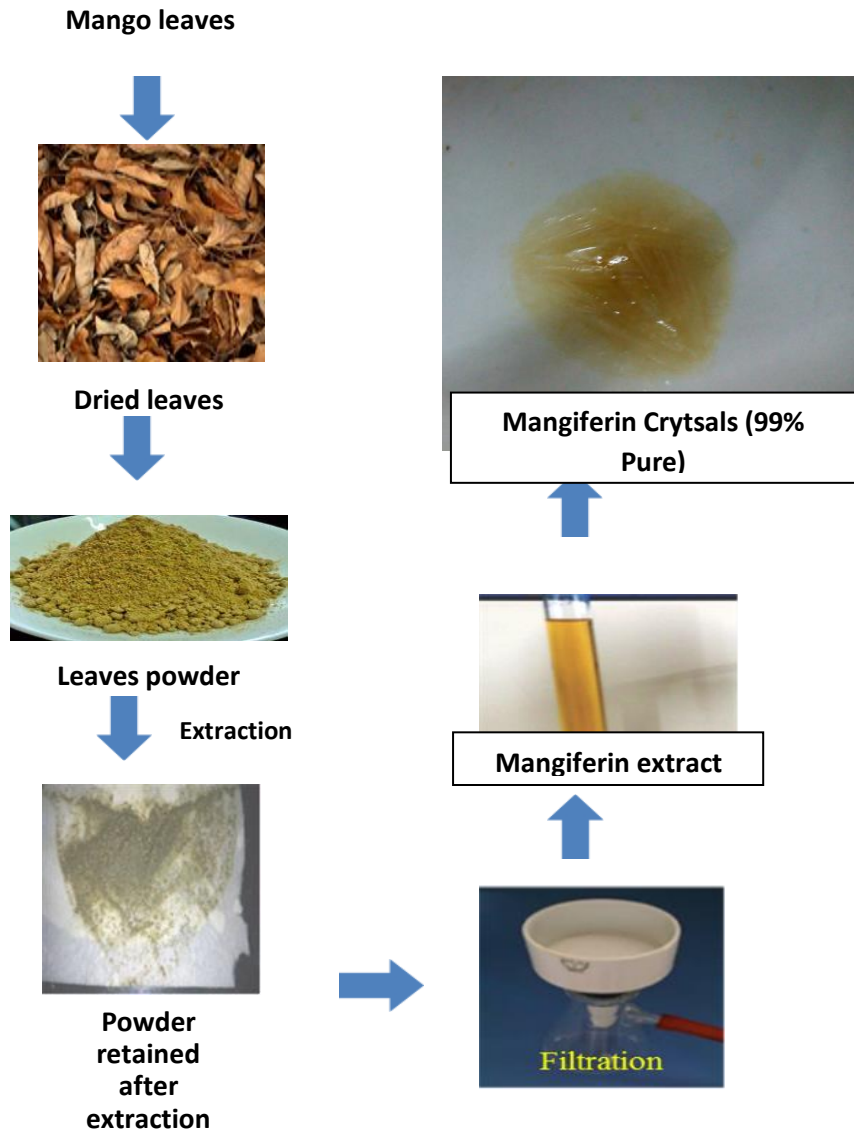 Mango leaves
Dried leaves
Leaves powder
Extraction
Powder
retained
after
extraction
Filtration
Mangiferin extract
Mangiferin Crytsals (99%
Pure)